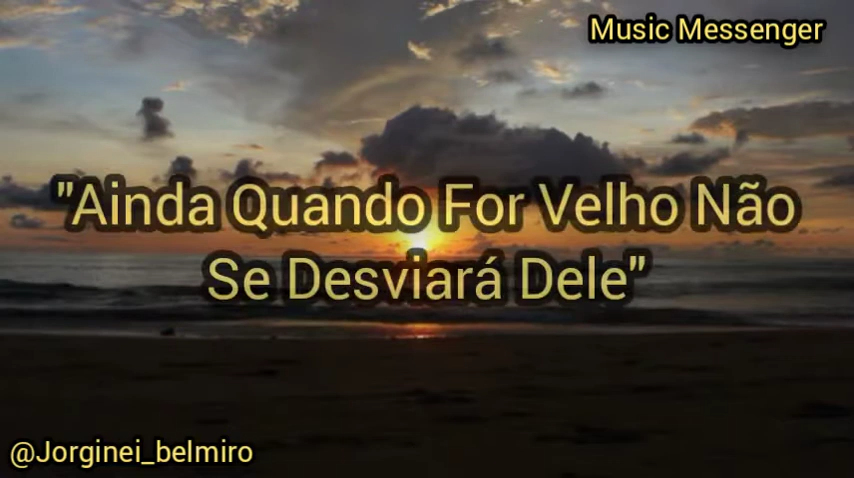 Music Messenger
"Ainda Quando For Velho Não
Se Desviará Dele"
@Jorginei_belmiro